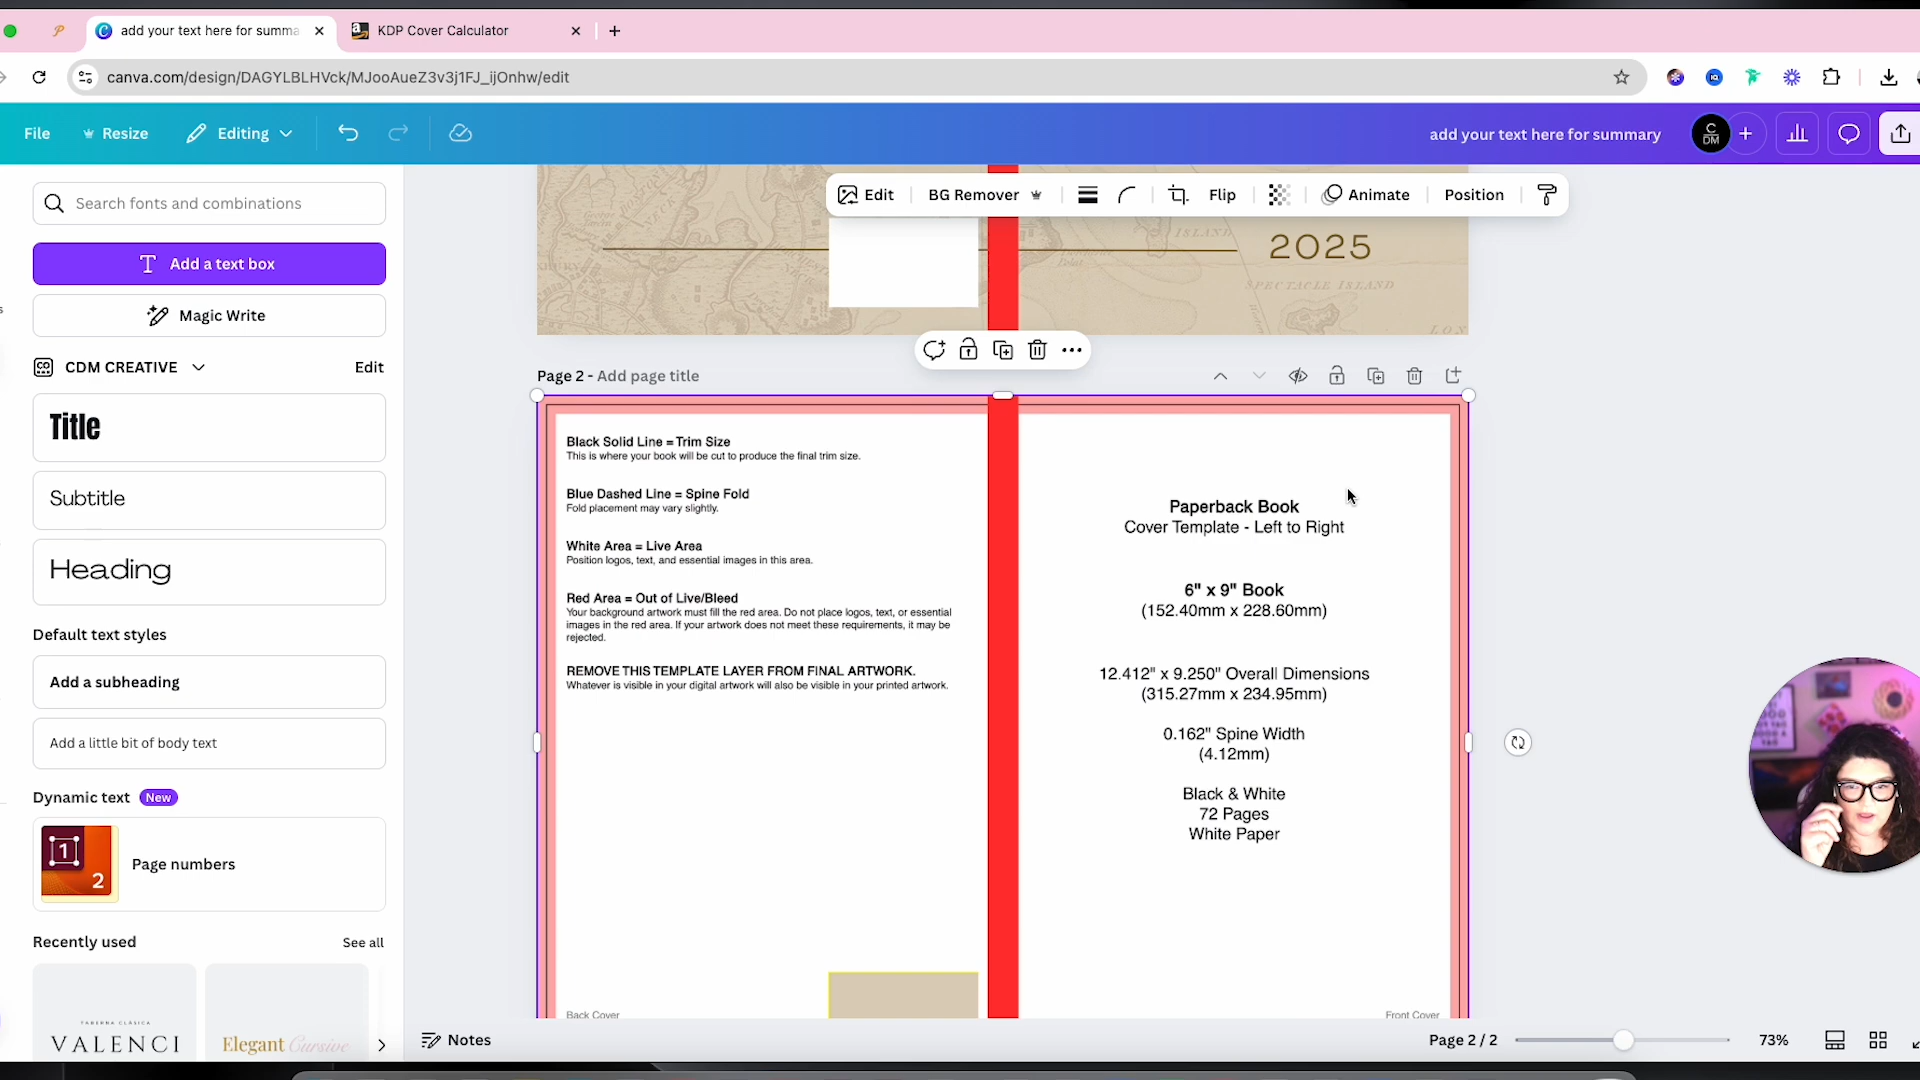 add your text here for summa
KDP Cover Calculator
canva.com/design/DAGYLBLHVck/MJooAueZ3v3j1FJ_ijOnhw/edit
File
Resize
Editing
add your text here for summary
C
DM
Search fonts and combinations
Add a text box
Magic Write
CDM CREATIVE
Edit
Title
Subtitle
Heading
Default text styles
Add a subheading
Add a little bit of body text
Dynamic text
New
1
2
Page numbers
Recently used
See all
TABERNA CLASICA
VALENCI
Elegant Cursive
Edit
BG Remover
Flip
Animate
Position
ISLAND
2025
SPECTACLE ISLAND
LON
Page 2 - Add page title
Black Solid Line = Trim Size
This is where your book will be cut to produce the final trim size.
Blue Dashed Line = Spine Fold
Fold placement may vary slightly.
White Area = Live Area
Position logos, text, and essential images in this area.
Red Area = Out of Live/Bleed
Your background artwork must fill the red area. Do not place logos, text, or essential
images in the red area. If your artwork does not meet these requirements, it may be
rejected.
REMOVE THIS TEMPLATE LAYER FROM FINAL ARTWORK.
Whatever is visible in your digital artwork will also be visible in your printed artwork.
Back Cover
Paperback Book
Cover Template - Left to Right
6" x 9" Book
(152.40mm x 228.60mm)
12.412" x 9.250" Overall Dimensions
(315.27mm x 234.95mm)
0.162" Spine Width
(4.12mm)
Black & White
72 Pages
White Paper
Front Cover
Notes
Page 2 / 2
73%